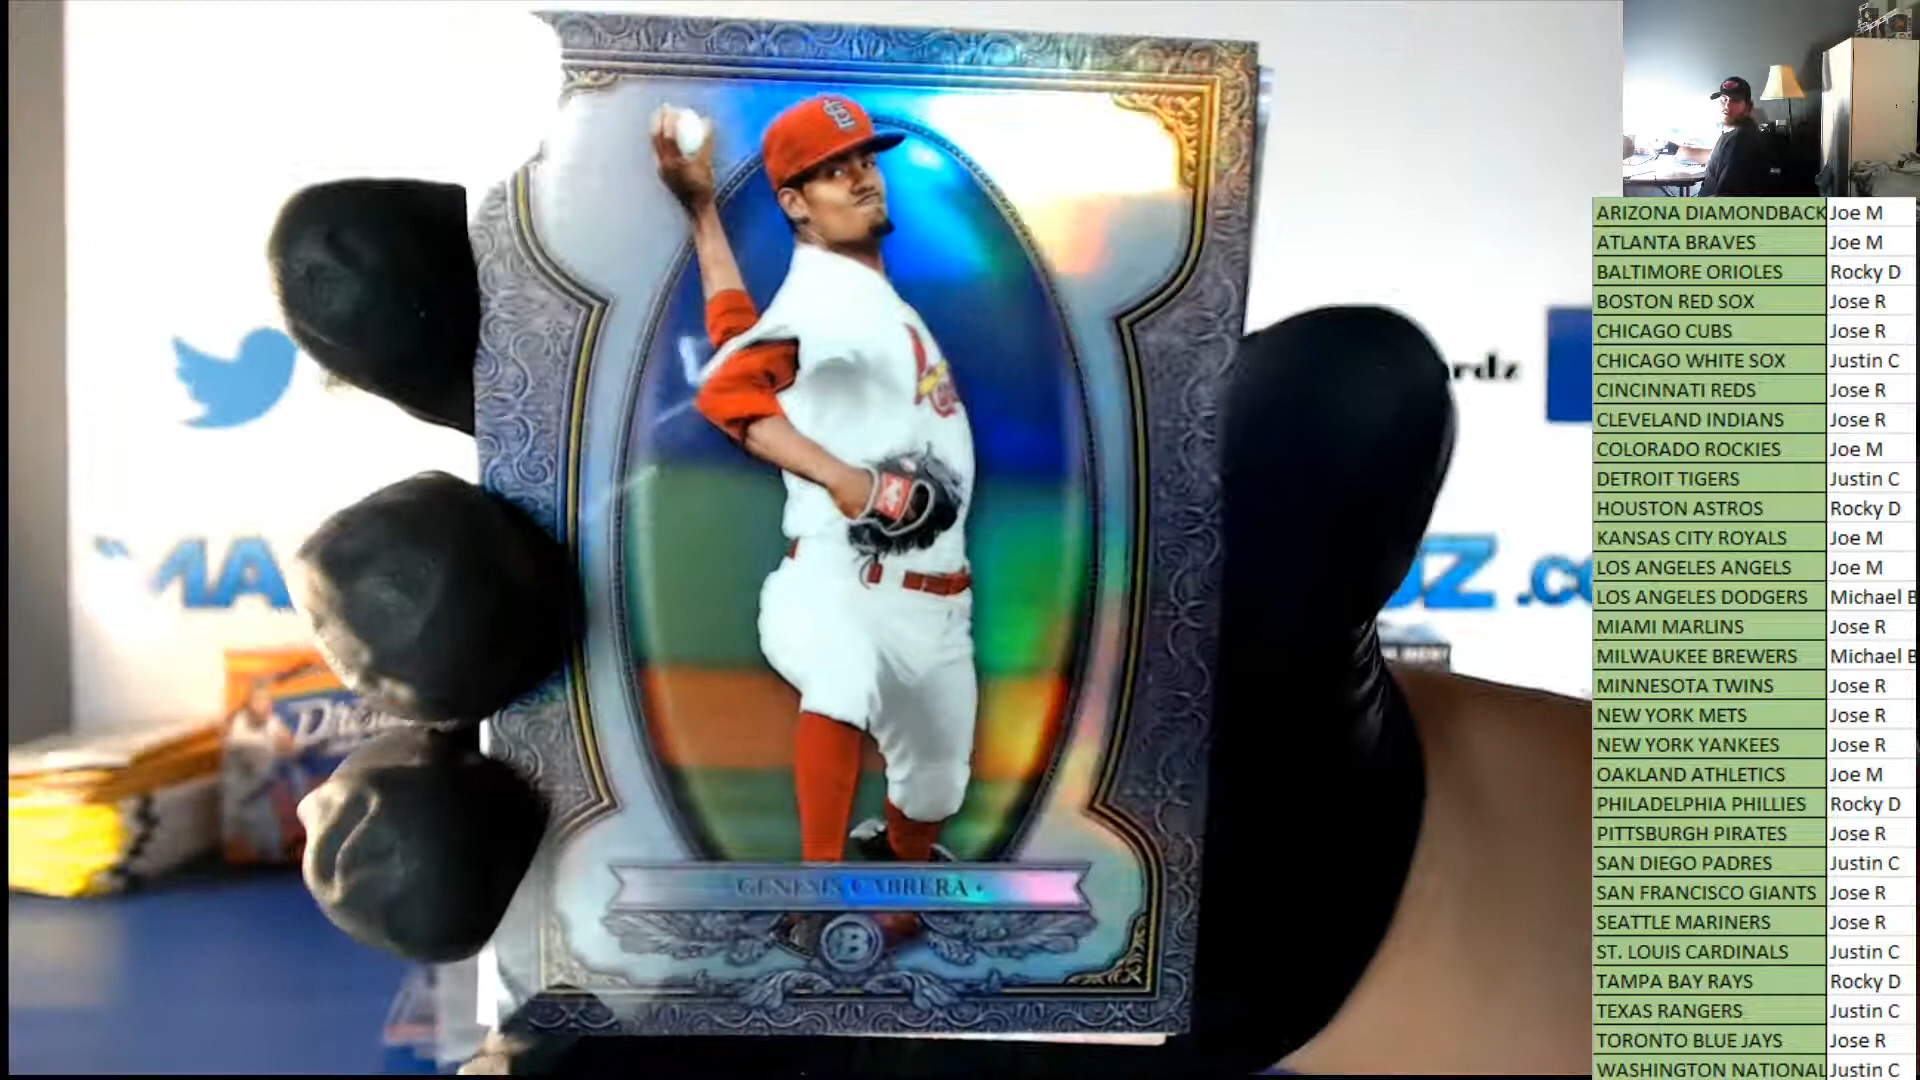 GENESIS CABRERA
B
rdz
MA
DZ .co
ARIZONA DIAMONDBACK Joe M
ATLANTA BRAVES Joe M
BALTIMORE ORIOLES Rocky D
BOSTON RED SOX Jose R
CHICAGO CUBS Jose R
CHICAGO WHITE SOX Justin C
CINCINNATI REDS Jose R
CLEVELAND INDIANS Jose R
COLORADO ROCKIES Joe M
DETROIT TIGERS Justin C
HOUSTON ASTROS Rocky D
KANSAS CITY ROYALS Joe M
LOS ANGELES ANGELS Joe M
LOS ANGELES DODGERS Michael B
MIAMI MARLINS Jose R
MILWAUKEE BREWERS Michael B
MINNESOTA TWINS Jose R
NEW YORK METS Jose R
NEW YORK YANKEES Jose R
OAKLAND ATHLETICS Joe M
PHILADELPHIA PHILLIES Rocky D
PITTSBURGH PIRATES Jose R
SAN DIEGO PADRES Justin C
SAN FRANCISCO GIANTS Jose R
SEATTLE MARINERS Jose R
ST. LOUIS CARDINALS Justin C
TAMPA BAY RAYS Rocky D
TEXAS RANGERS Justin C
TORONTO BLUE JAYS Jose R
WASHINGTON NATIONAL Justin C